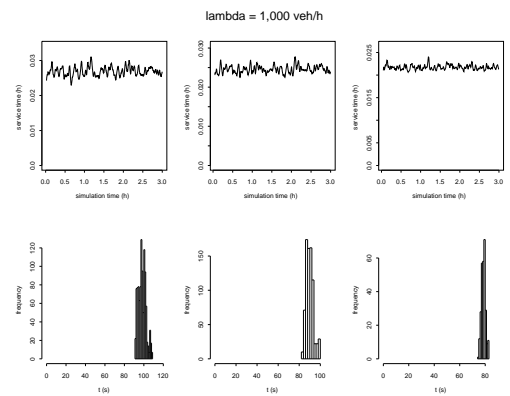 lambda = 1,000 veh/h
service time (h)
0.0 0.01 0.02 0.03
0.0 0.5 1.0 1.5 2.0 2.5 3.0
simulation time (h)
service time (h)
0.0 0.010 0.020 0.030
0.0 0.5 1.0 1.5 2.0 2.5 3.0
simulation time (h)
service time (h)
0.0 0.005 0.015 0.025
0.0 0.5 1.0 1.5 2.0 2.5 3.0
simulation time (h)
frequency
0 20 40 60 80 100 120
0 20 40 60 80 100 120
t (s)
frequency
0 50 100 150
0 20 40 60 80 100
t (s)
frequency
0 20 40 60
0 20 40 60 80
t (s)